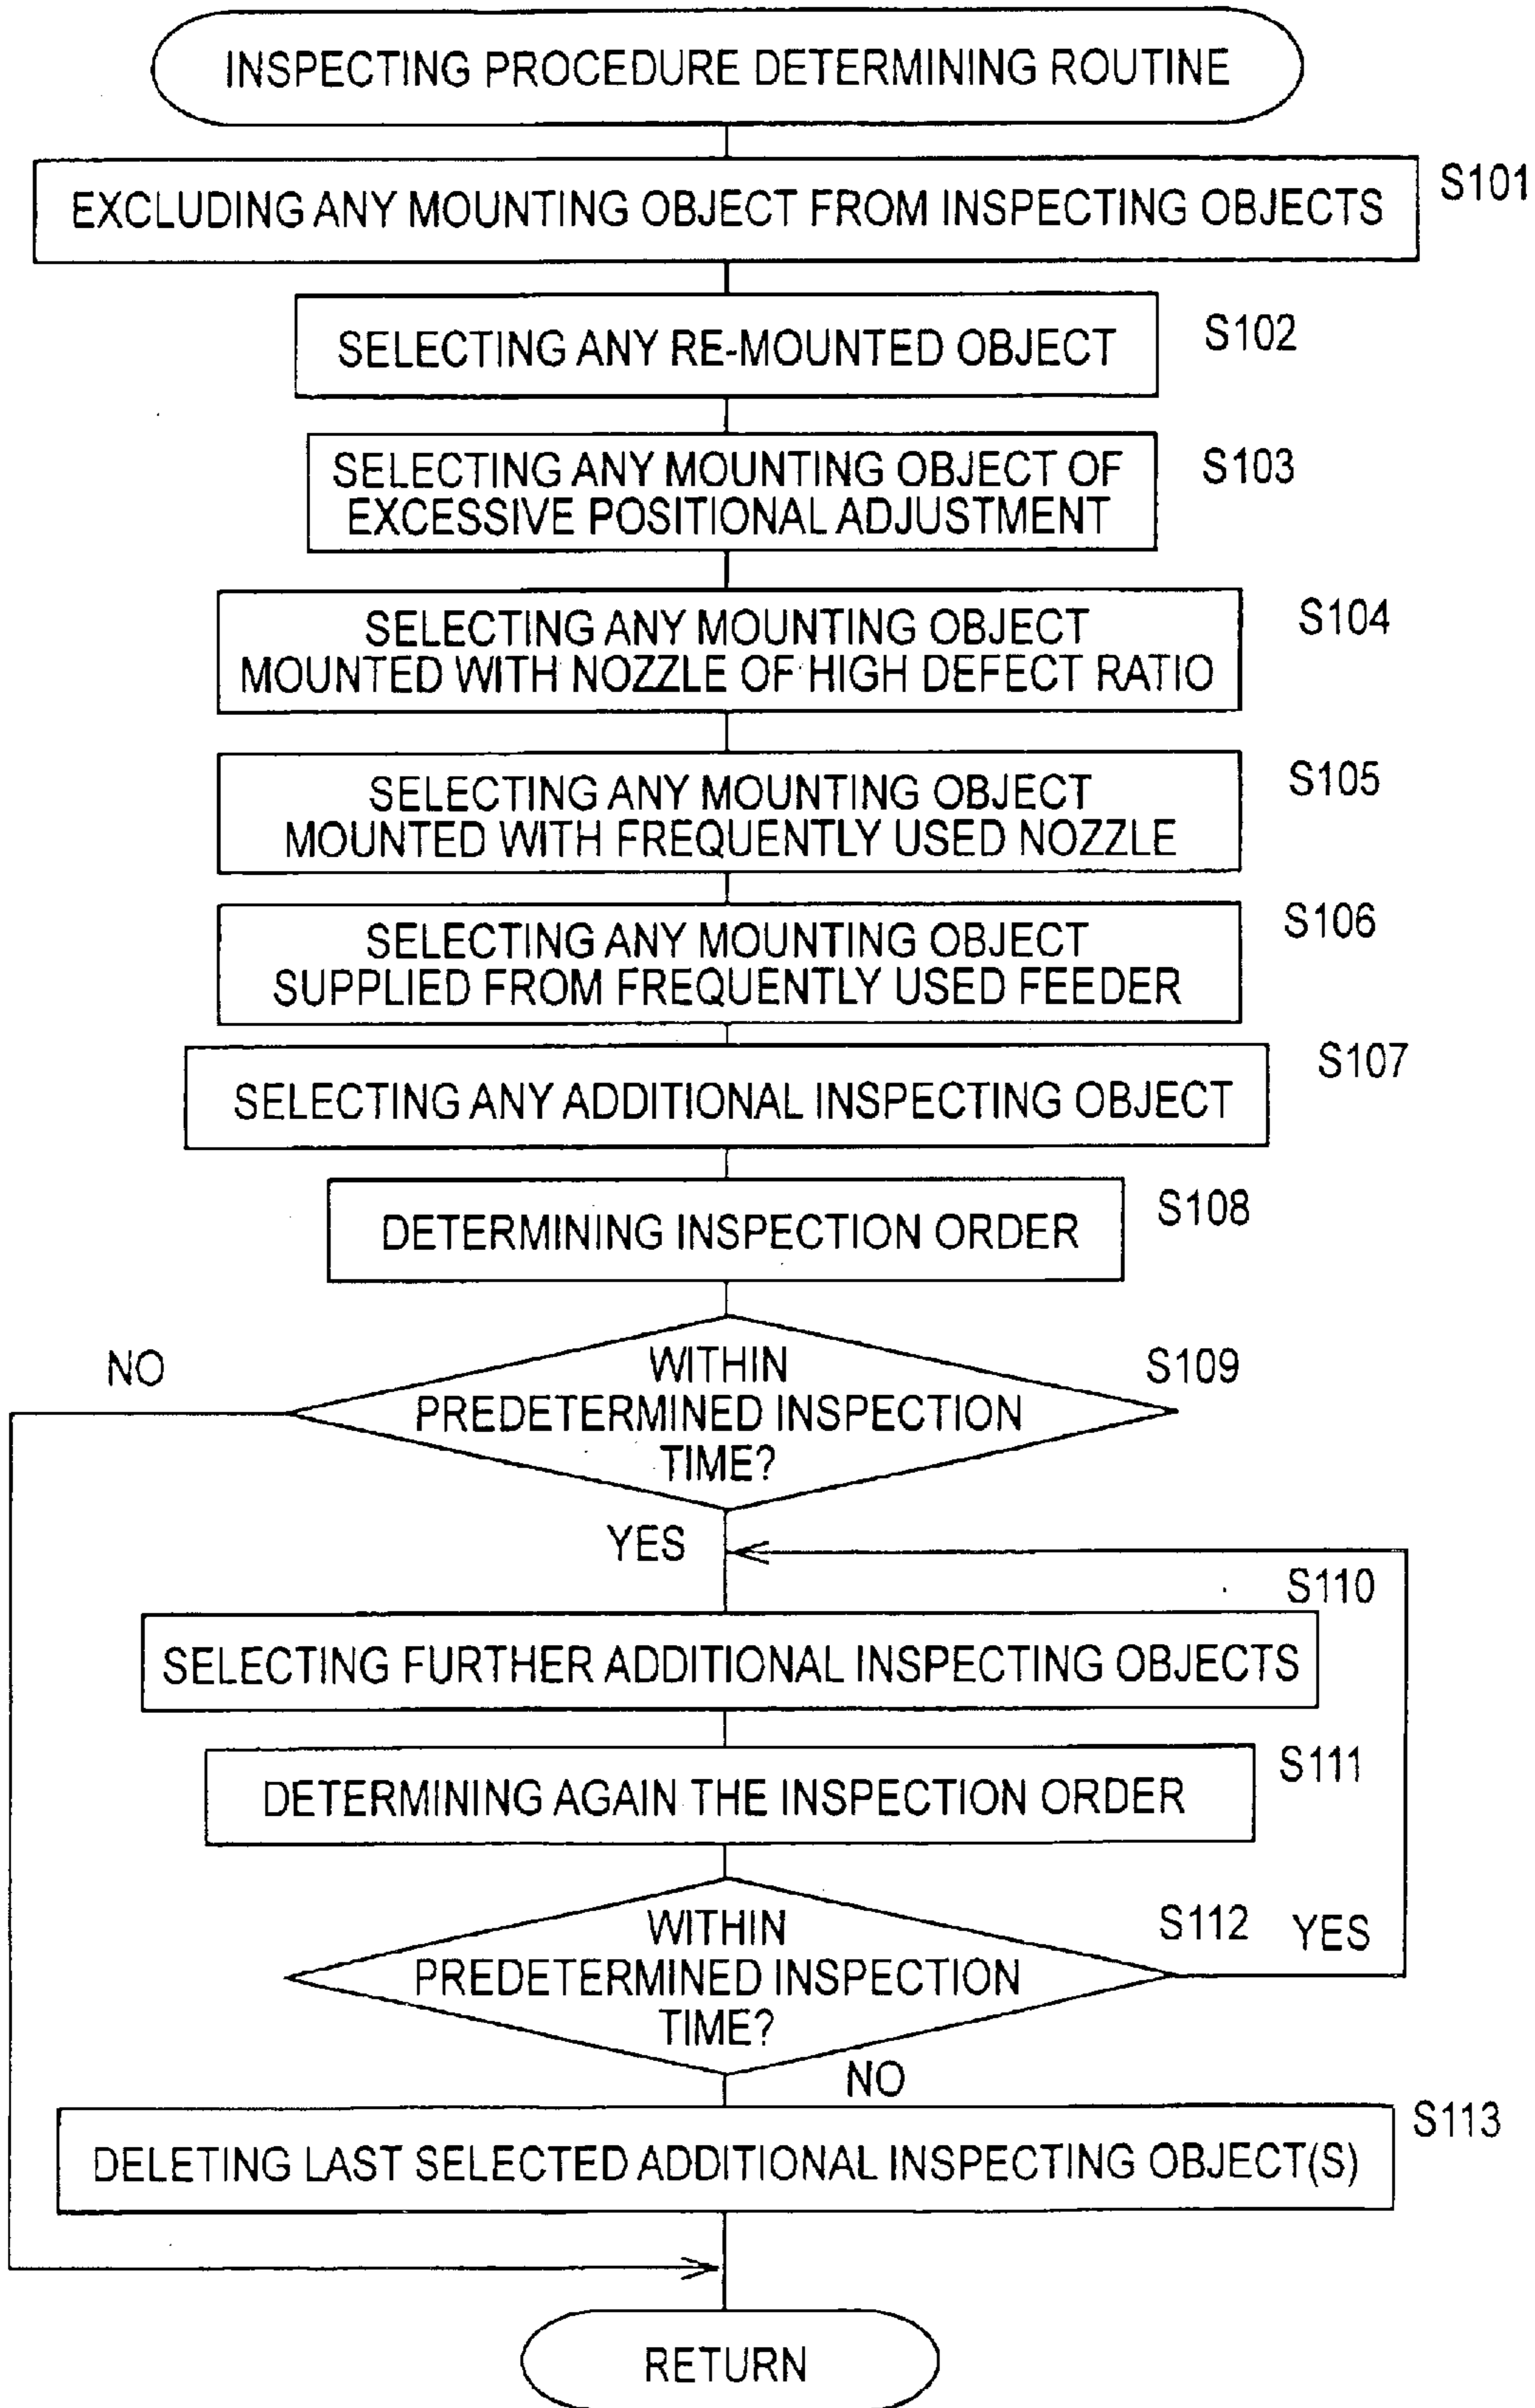 INSPECTING PROCEDURE DETERMINING ROUTINE
EXCLUDING ANY MOUNTING OBJECT FROM INSPECTING OBJECTS
S101
SELECTING ANY RE-MOUNTED OBJECT
S102
SELECTING ANY MOUNTING OBJECT OF
EXCESSIVE POSITIONAL ADJUSTMENT
S103
SELECTING ANY MOUNTING OBJECT
MOUNTED WITH NOZZLE OF HIGH DEFECT RATIO
S104
SELECTING ANY MOUNTING OBJECT
MOUNTED WITH FREQUENTLY USED NOZZLE
S105
SELECTING ANY MOUNTING OBJECT
SUPPLIED FROM FREQUENTLY USED FEEDER
S106
SELECTING ANY ADDITIONAL INSPECTING OBJECT
S107
DETERMINING INSPECTION ORDER
S108
NO
WITHIN
PREDETERMINED INSPECTION
TIME?
S109
YES
S110
SELECTING FURTHER ADDITIONAL INSPECTING OBJECTS
DETERMINING AGAIN THE INSPECTION ORDER
S111
WITHIN
PREDETERMINED INSPECTION
TIME?
S112
YES
NO
DELETING LAST SELECTED ADDITIONAL INSPECTING OBJECT(S)
S113
RETURN